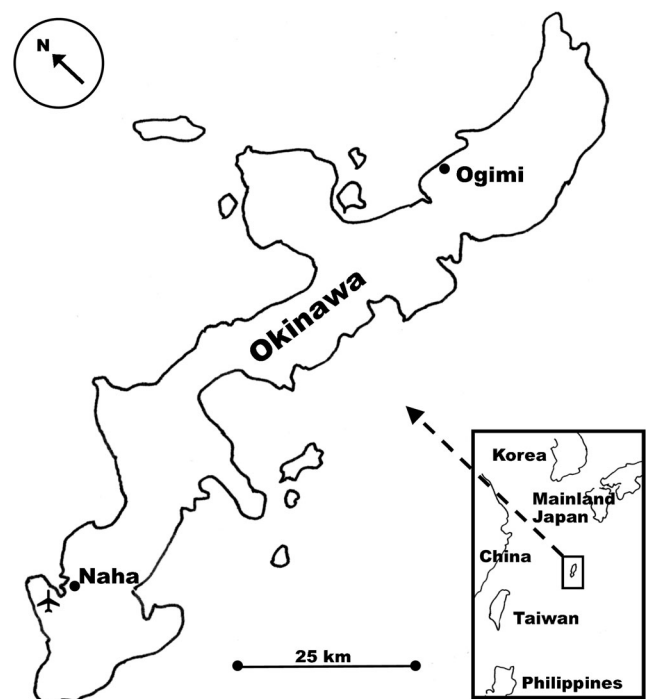 N
Ogimi
Okinawa
Naha
25 km
Korea
Mainland
Japan
China
Taiwan
Philippines